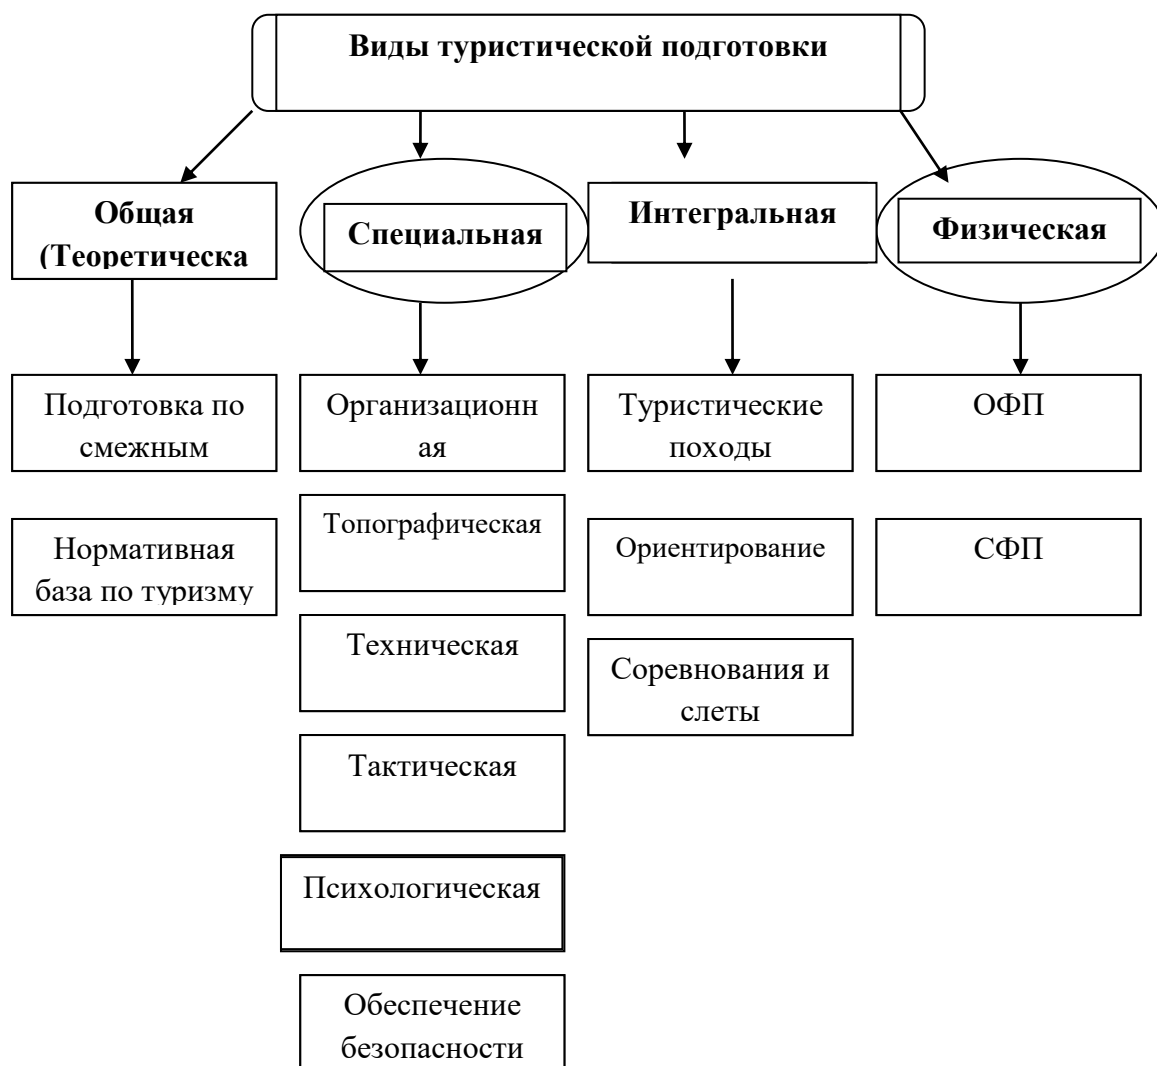 Виды туристической подготовки
Общая
(Теоретическа
Специальная
Интегральная
Физическая
Подготовка по
смежным
Организационн
ая
Туристические
походы
ОФП
Нормативная
база по туризму
Топографическая
Ориентирование
СФП
Техническая
Соревнования и
слеты
Тактическая
Психологическая
Обеспечение
безопасности